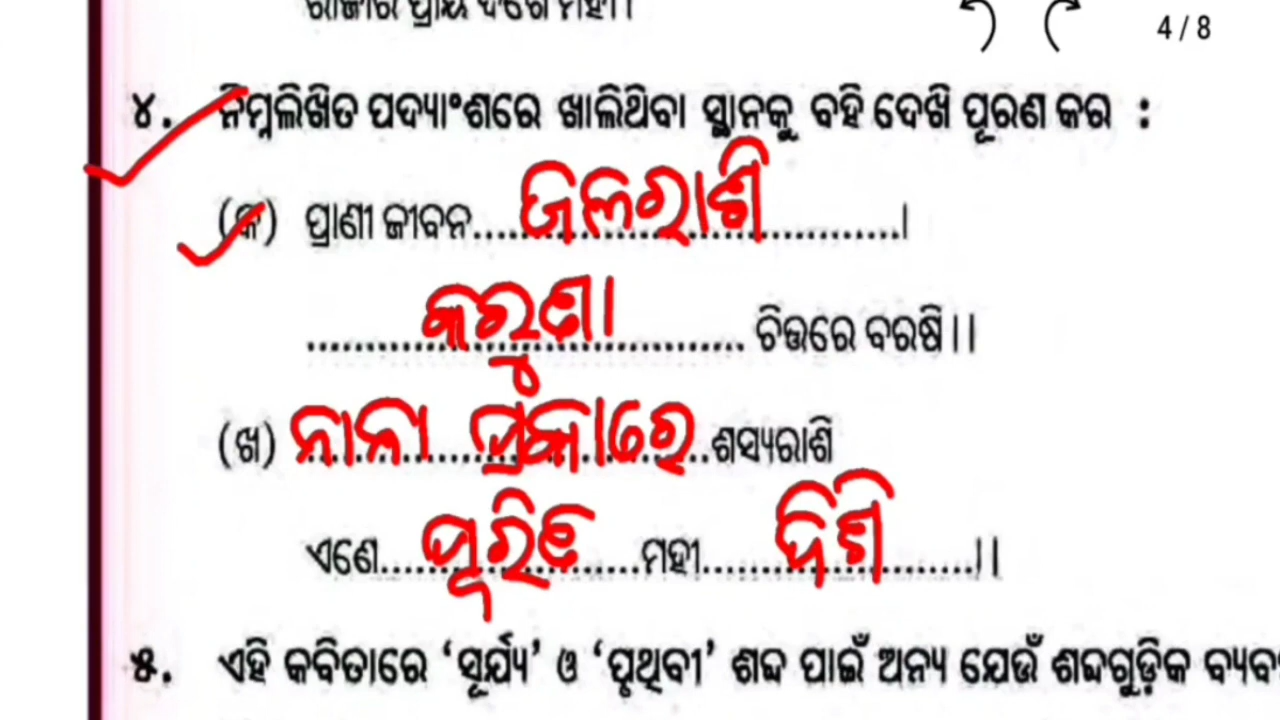 ରାଜାର ପ୍ରାୟ ଦିଶେ ମହୀ।।
4 / 8
୪. ନିମ୍ନଲିଖିତ ପଦ୍ୟାଂଶରେ ଖାଲିଥିବା ସ୍ଥାନକୁ ବହି ଦେଖି ପୂରଣ କର :
(କ) ପ୍ରାଣୀ ଜୀବନ.....ଜଳରାଶି.....।
.....କରୁଣା..... ଚିତ୍ତରେ ବରଷି।।
(ଖ) ନାନା ପ୍ରକାରେ.....ଶସ୍ୟରାଶି
ଏଣେ.....ପୂରିଛି.....ମହୀ.....ଦିଶି.....।।
୫. ଏହି କବିତାରେ ‘ସୂର୍ଯ୍ୟ’ ଓ ‘ପୃଥିବୀ’ ଶବ୍ଦ ପାଇଁ ଅନ୍ୟ ଯେଉଁ ଶବ୍ଦଗୁଡ଼ିକ